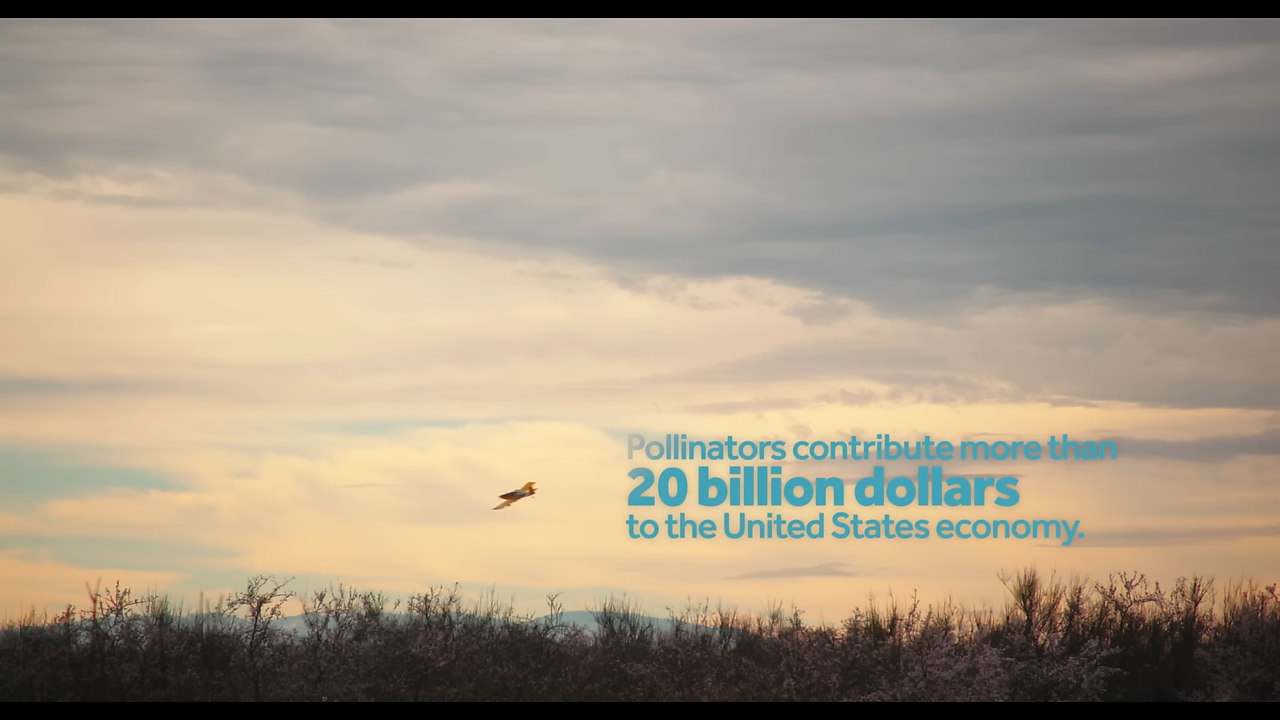 Pollinators contribute more than
20 billion dollars
to the United States economy.